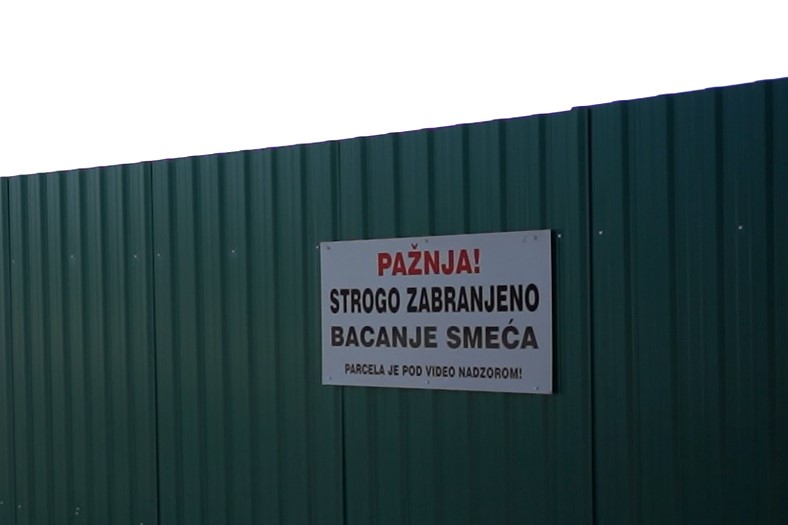 PAŽNJA!
STROGO ZABRANJENO
BACANJE SMEĆA
PARCELA JE POD VIDEO NADZOROM!